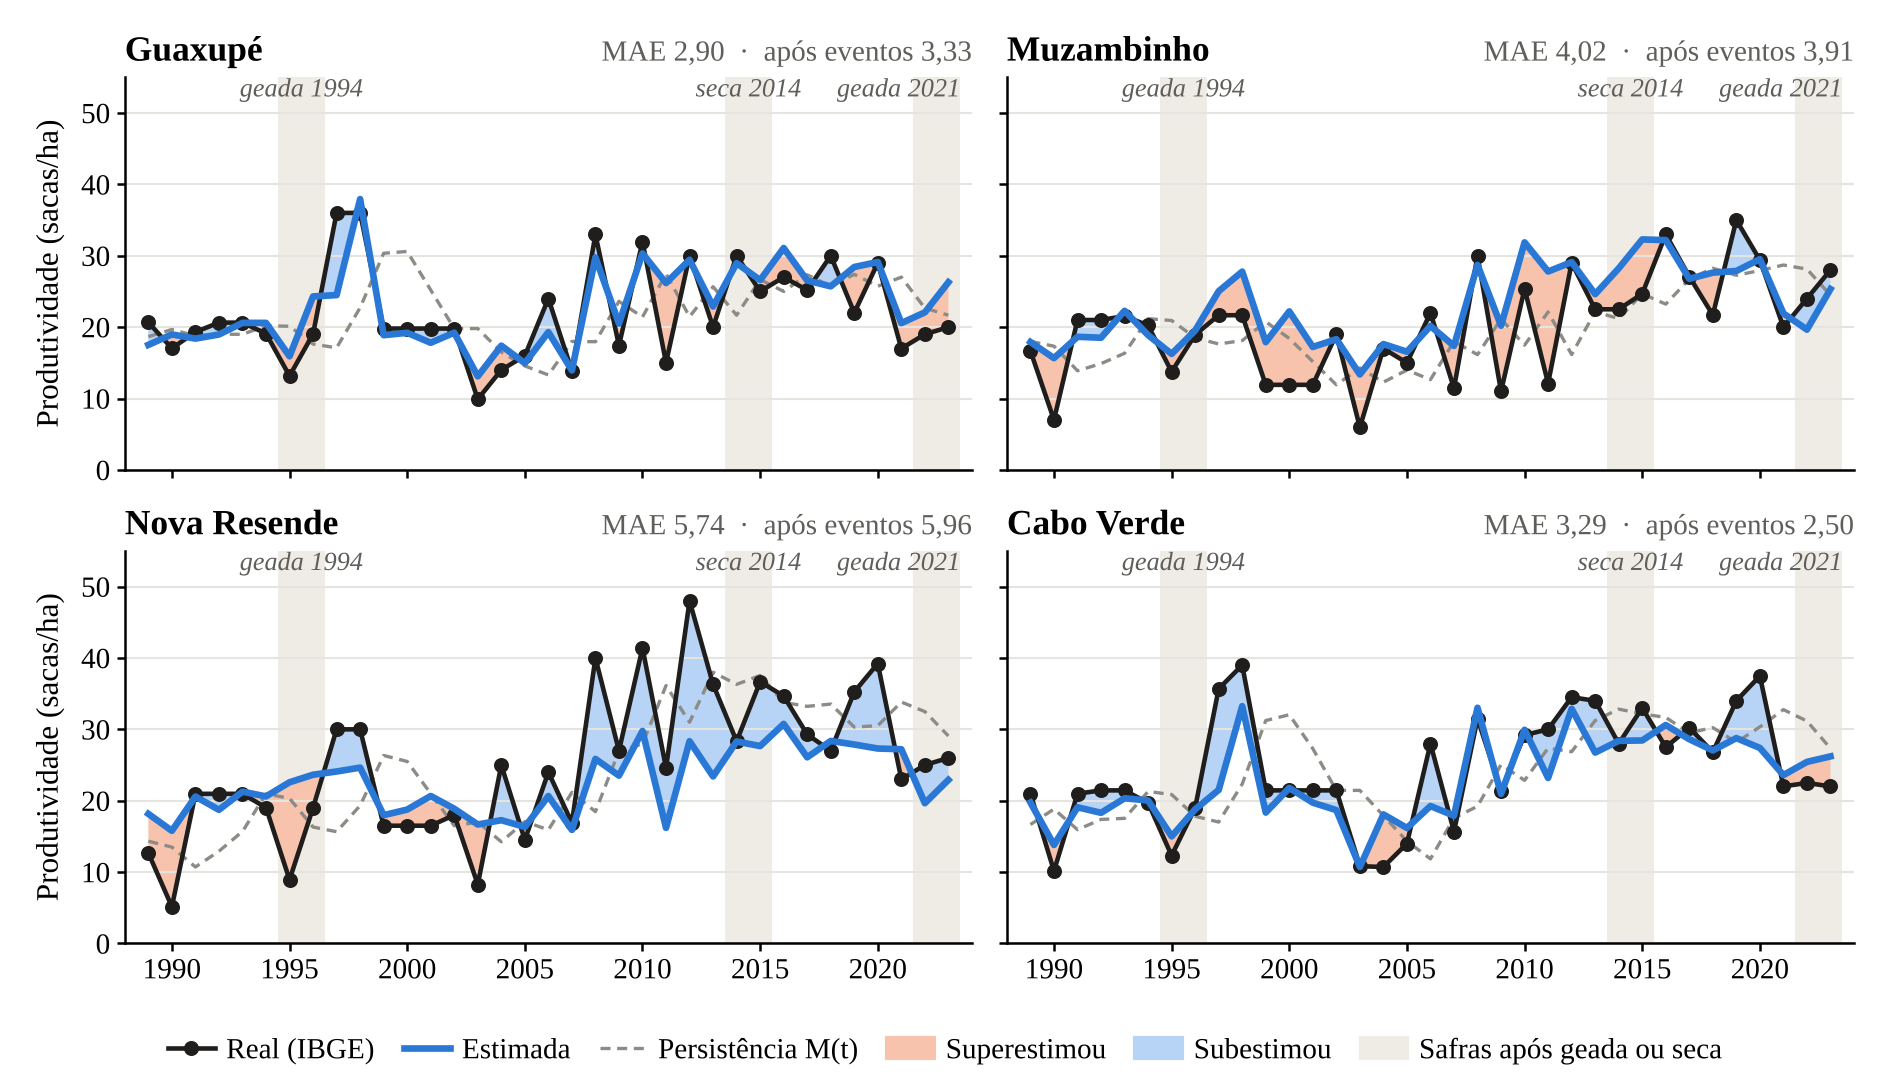 Guaxupé
MAE 2,90 · após eventos 3,33
Muzambinho
MAE 4,02 · após eventos 3,91
geada 1994
seca 2014
geada 2021
geada 1994
seca 2014
geada 2021
Produtividade (sacas/ha)
50
40
30
20
10
0
Nova Resende
MAE 5,74 · após eventos 5,96
Cabo Verde
MAE 3,29 · após eventos 2,50
geada 1994
seca 2014
geada 2021
geada 1994
seca 2014
geada 2021
Produtividade (sacas/ha)
50
40
30
20
10
0
1990 1995 2000 2005 2010 2015 2020
1990 1995 2000 2005 2010 2015 2020
Real (IBGE) Estimada Persistência M(t) Superestimou Subestimou Safras após geada ou seca